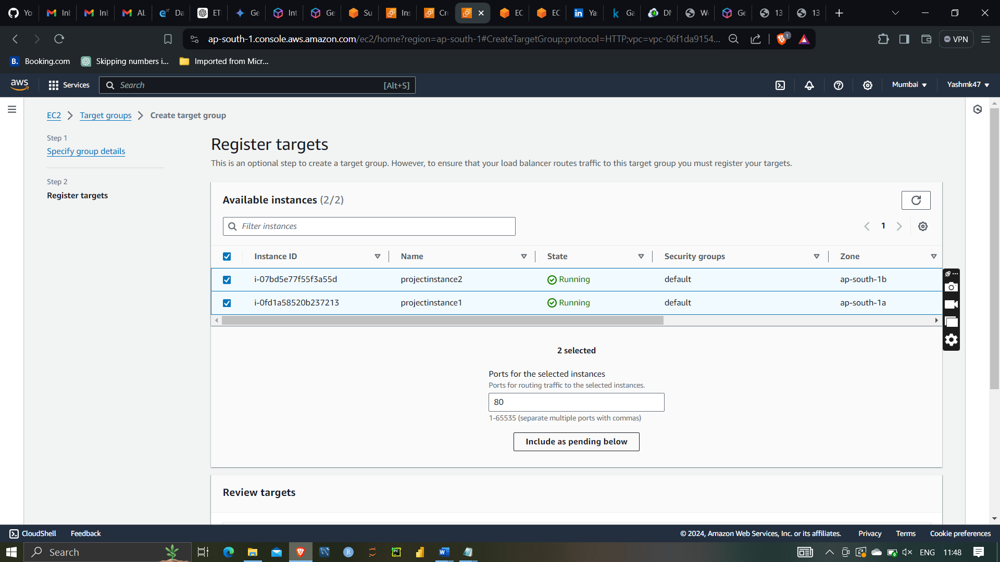 Yo
Inb
Inb
AL
Da
ETI
Ge
Int
Ge
Su
Ins
Cr
EC
EC
Ya
Ga
DN
W
Ge
13
13
ap-south-1.console.aws.amazon.com/ec2/home?region=ap-south-1#CreateTargetGroup:protocol=HTTP;vpc=vpc-06f1da9154...
1
VPN
B. Booking.com
Skipping numbers i...
Imported from Micr...
aws
Services
Search
[Alt+S]
Mumbai
Yashmk47
EC2 > Target groups > Create target group
Step 1
Specify group details
Step 2
Register targets
Register targets
This is an optional step to create a target group. However, to ensure that your load balancer routes traffic to this target group you must register your targets.
Available instances (2/2)
Filter instances
1
Instance ID Name State Security groups Zone
i-07bd5e77f55f3a55d projectinstance2 Running default ap-south-1b
i-0fd1a58520b237213 projectinstance1 Running default ap-south-1a
2 selected
Ports for the selected instances
Ports for routing traffic to the selected instances.
80
1-65535 (separate multiple ports with commas)
Include as pending below
Review targets
CloudShell
Feedback
© 2024, Amazon Web Services, Inc. or its affiliates.
Privacy
Terms
Cookie preferences
Search
ENG
11:48